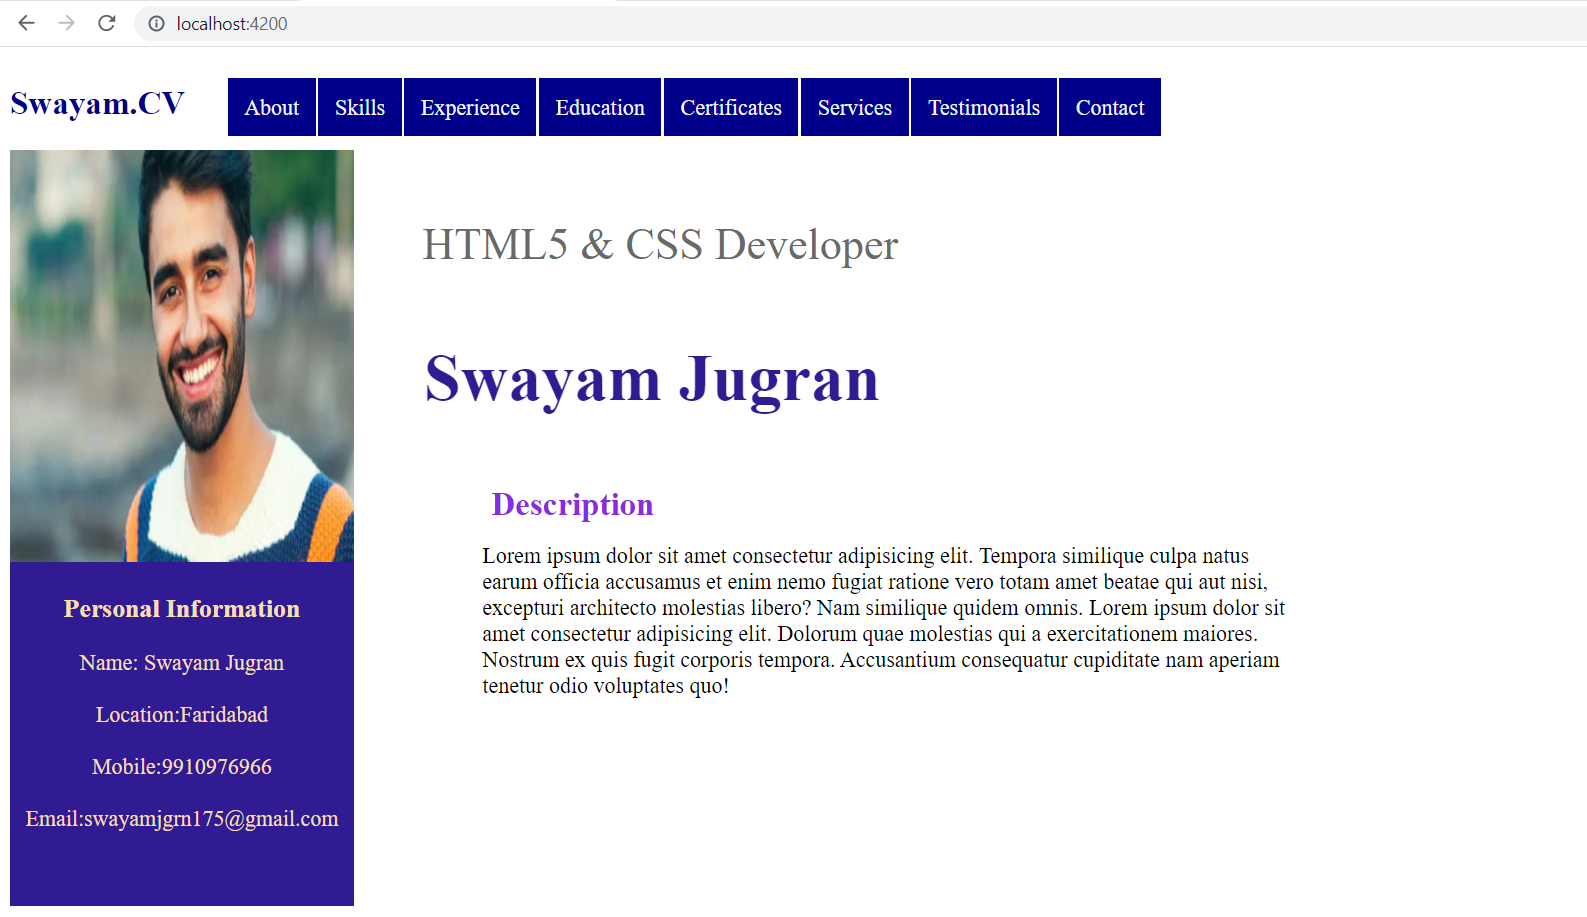 localhost:4200
Swayam.CV
About Skills Experience Education Certificates Services Testimonials Contact
HTML5 & CSS Developer
Swayam Jugran
Description
Lorem ipsum dolor sit amet consectetur adipisicing elit. Tempora similique culpa natus
earum officia accusamus et enim nemo fugiat ratione vero totam amet beatae qui aut nisi,
excepturi architecto molestias libero? Nam similique quidem omnis. Lorem ipsum dolor sit
amet consectetur adipisicing elit. Dolorum quae molestias qui a exercitationem maiores.
Nostrum ex quis fugit corporis tempora. Accusantium consequatur cupiditate nam aperiam
tenetur odio voluptates quo!
Personal Information
Name: Swayam Jugran
Location:Faridabad
Mobile:9910976966
Email:swayamjgrn175@gmail.com